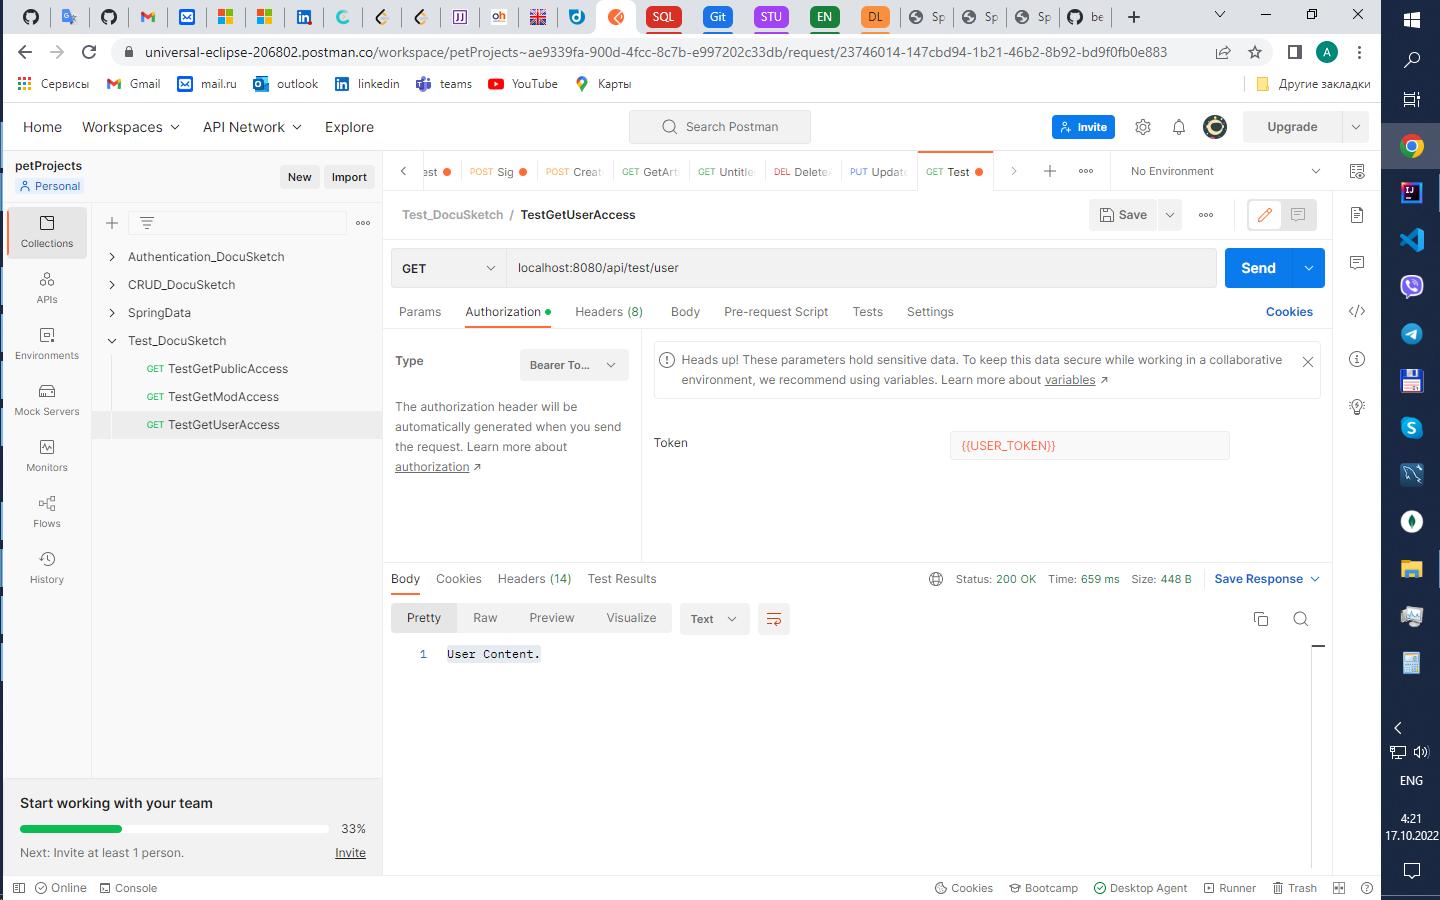 SQL
Git
STU
EN
DL
Sp
Sp
Sp
be
universal-eclipse-206802.postman.co/workspace/petProjects~ae9339fa-900d-4fcc-8c7b-e997202c33db/request/23746014-147cbd94-1b21-46b2-8b92-bd9f0fb0e883
A
Сервисы
Gmail
mail.ru
outlook
linkedin
teams
YouTube
Карты
Другие закладки
Home
Workspaces
API Network
Explore
Search Postman
Invite
Upgrade
petProjects
Personal
New
Import
est
POST Sig
POST Creat
GET GetArt
GET Untitle
DEL DeleteA
PUT Updat
GET Test
No Environment
Collections
APIs
Environments
Mock Servers
Monitors
Flows
History
Authentication_DocuSketch
CRUD_DocuSketch
SpringData
Test_DocuSketch
GET TestGetPublicAccess
GET TestGetModAccess
GET TestGetUserAccess
Test_DocuSketch / TestGetUserAccess
Save
GET
localhost:8080/api/test/user
Send
Params
Authorization
Headers (8)
Body
Pre-request Script
Tests
Settings
Cookies
Type
Bearer To...
The authorization header will be
automatically generated when you send
the request. Learn more about
authorization ↗
Heads up! These parameters hold sensitive data. To keep this data secure while working in a collaborative
environment, we recommend using variables. Learn more about variables ↗
Token
{{USER_TOKEN}}
Body
Cookies
Headers (14)
Test Results
Status: 200 OK
Time: 659 ms
Size: 448 B
Save Response
Pretty
Raw
Preview
Visualize
Text
1 User Content.
Start working with your team
33%
Next: Invite at least 1 person.
Invite
Online
Console
Cookies
Bootcamp
Desktop Agent
Runner
Trash
ENG
4:21
17.10.2022